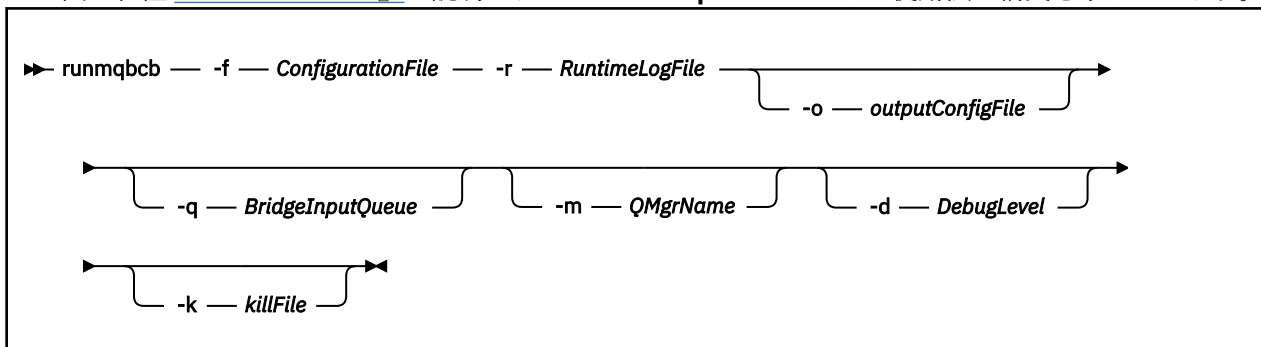 runmqbcb -f ConfigurationFile -r RuntimeLogFile
-o outputConfigFile
-q BridgeInputQueue -m QMgrName -d DebugLevel
-k killFile